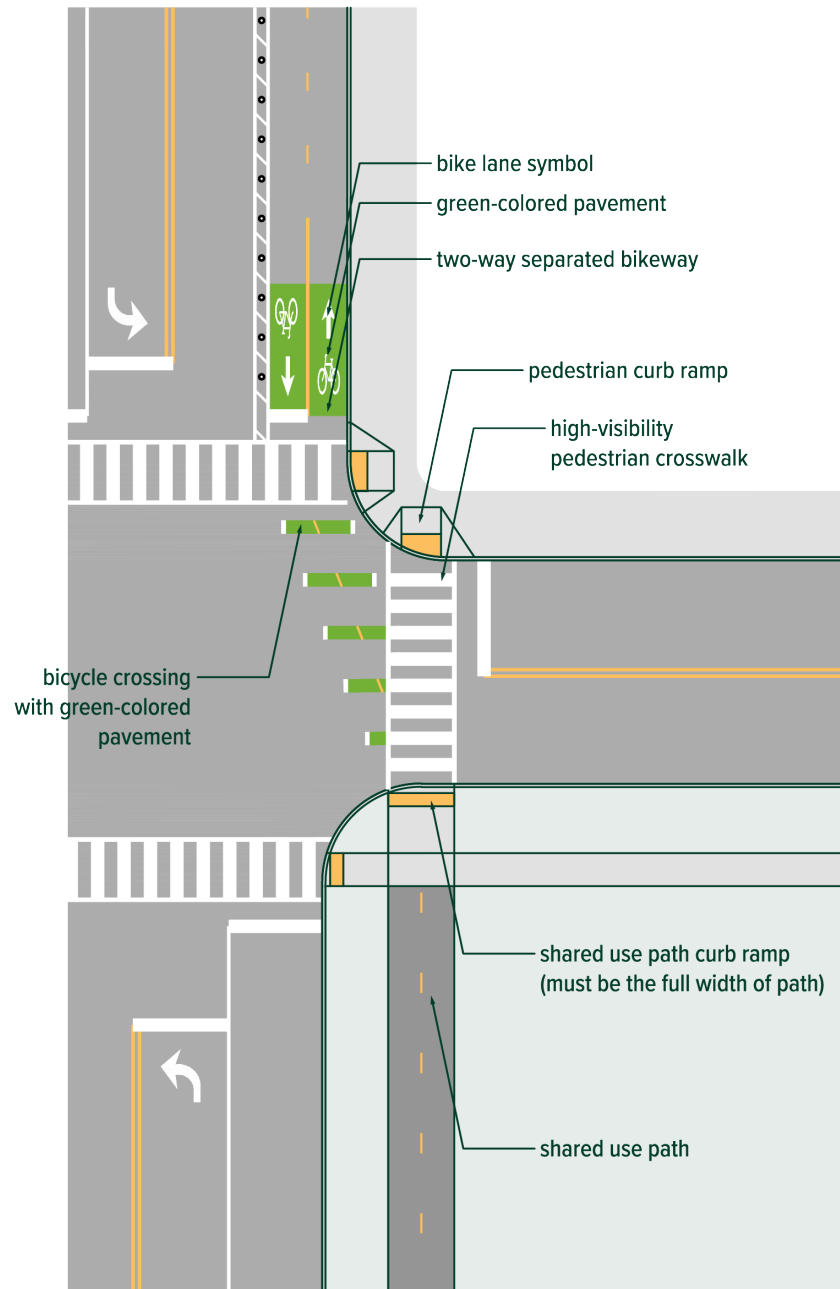 bike lane symbol
green-colored pavement
two-way separated bikeway
pedestrian curb ramp
high-visibility
pedestrian crosswalk
bicycle crossing
with green-colored
pavement
shared use path curb ramp
(must be the full width of path)
shared use path